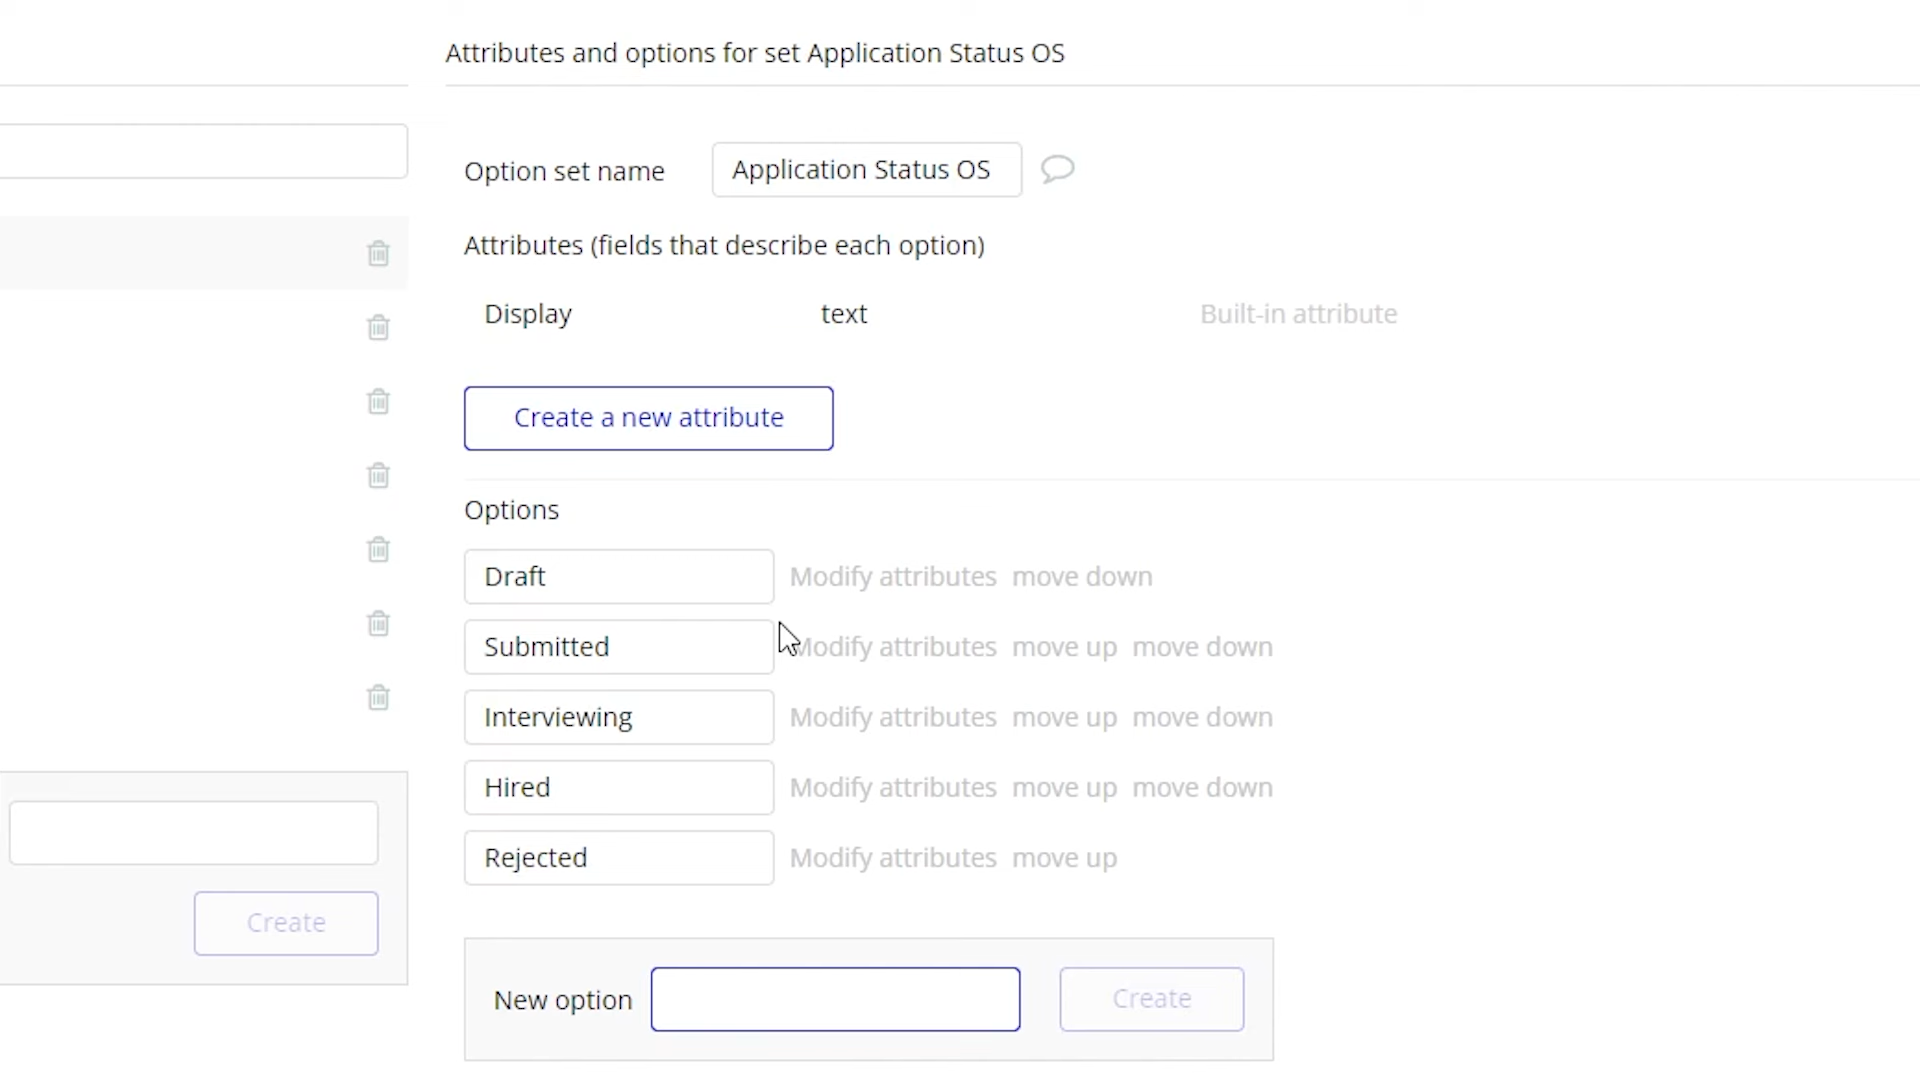 Attributes and options for set Application Status OS
Option set name Application Status OS
Attributes (fields that describe each option)
Display text Built-in attribute
Create a new attribute
Options
Draft Modify attributes move down
Submitted Modify attributes move up move down
Interviewing Modify attributes move up move down
Hired Modify attributes move up move down
Rejected Modify attributes move up
Create
New option Create